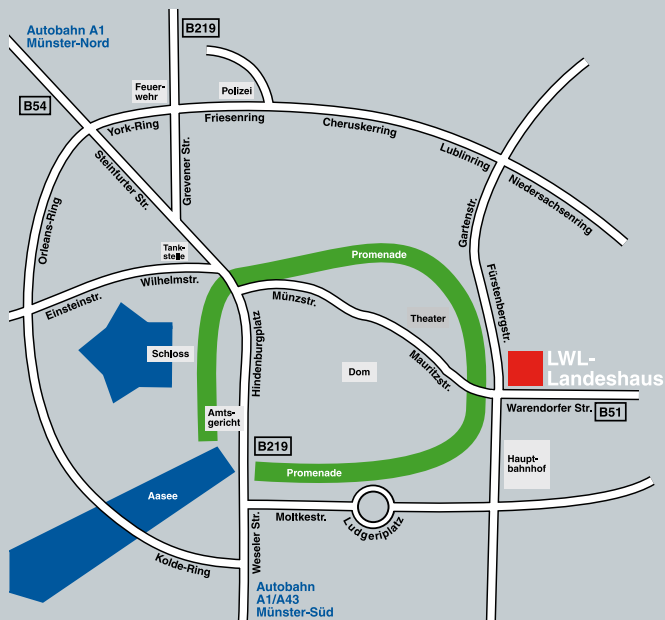 Autobahn A1
Münster-Nord
B219
B54
Feuer-
wehr
Polizei
York-Ring
Friesenring
Cheruskerring
Lublinring
Niedersachsenring
Steinfurter Str.
Grevener Str.
Orleans-Ring
Gartenstr.
Tank-
stelle
Promenade
Wilhelmstr.
Einsteinstr.
Münzstr.
Fürstenbergstr.
Theater
Schloss
Hindenburgplatz
Dom
Mauritzstr.
LWL-
Landeshaus
Warendorfer Str.
B51
Amts-
gericht
B219
Haupt-
bahnhof
Promenade
Aasee
Moltkestr.
Ludgeriplatz
Weseler Str.
Kolde-Ring
Autobahn
A1/A43
Münster-Süd